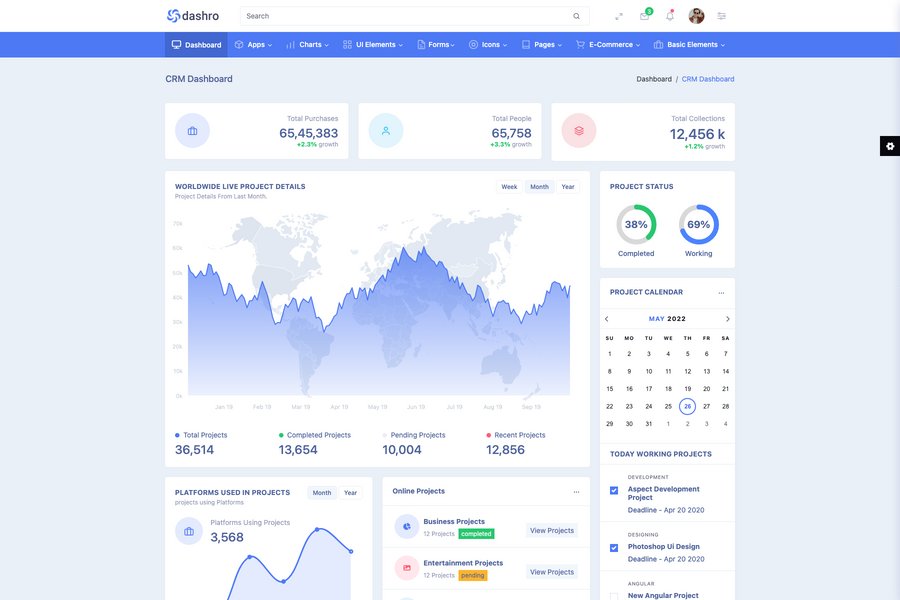 dashro
Search
8
Dashboard
Apps
Charts
UI Elements
Forms
Icons
Pages
E-Commerce
Basic Elements
CRM Dashboard
Dashboard / CRM Dashboard
Total Purchases
65,45,383
+2.3% growth
Total People
65,758
+3.3% growth
Total Collections
12,456 k
+1.2% growth
WORLDWIDE LIVE PROJECT DETAILS
Project Details From Last Month.
Week
Month
Year
70k
60k
50k
40k
30k
20k
10k
0k
Jan 19
Feb 19
Mar 19
Apr 19
May 19
Jun 19
Jul 19
Aug 19
Sep 19
Total Projects
36,514
Completed Projects
13,654
Pending Projects
10,004
Recent Projects
12,856
PROJECT STATUS
38%
Completed
69%
Working
PROJECT CALENDAR
...
MAY 2022
SU MO TU WE TH FR SA
1 2 3 4 5 6 7
8 9 10 11 12 13 14
15 16 17 18 19 20 21
22 23 24 25 26 27 28
29 30 31 1 2 3 4
TODAY WORKING PROJECTS
DEVELOPMENT
Aspect Development
Project
Deadline - Apr 20 2020
DESIGNING
Photoshop Ui Design
Deadline - Apr 20 2020
ANGULAR
New Angular Project
PLATFORMS USED IN PROJECTS
projects using Platforms
Month
Year
Platforms Using Projects
3,568
Online Projects
...
Business Projects
12 Projects completed
View Projects
Entertainment Projects
12 Projects pending
View Projects